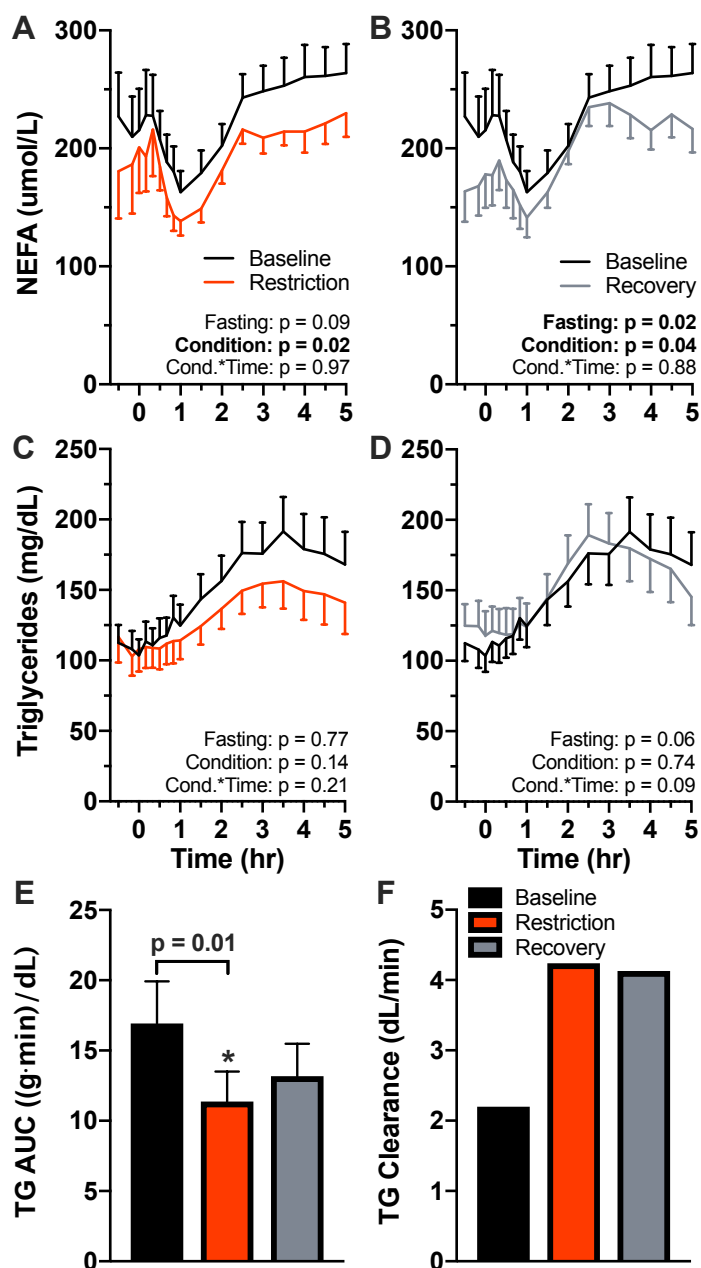 A
NEFA (umol/L)
300
200
100
0
Baseline
Restriction
Fasting: p = 0.09
Condition: p = 0.02
Cond.*Time: p = 0.97
0 1 2 3 4 5
B
300
200
100
0
Baseline
Recovery
Fasting: p = 0.02
Condition: p = 0.04
Cond.*Time: p = 0.88
0 1 2 3 4 5
C
Triglycerides (mg/dL)
250
200
150
100
50
0
Fasting: p = 0.77
Condition: p = 0.14
Cond.*Time: p = 0.21
0 1 2 3 4 5
Time (hr)
D
250
200
150
100
50
0
Fasting: p = 0.06
Condition: p = 0.74
Cond.*Time: p = 0.09
0 1 2 3 4 5
Time (hr)
E
TG AUC ((g·min) / dL)
25
20
15
10
5
0
p = 0.01
*
F
Baseline
Restriction
Recovery
TG Clearance (dL/min)
5
4
3
2
1
0